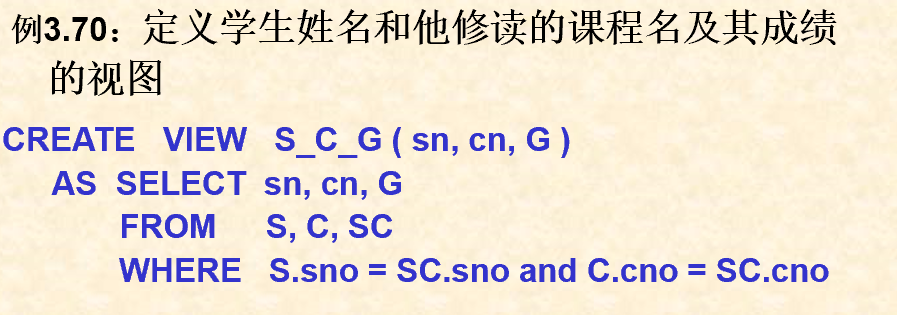 例3.70：定义学生姓名和他修读的课程名及其成绩
的视图
CREATE VIEW S_C_G ( sn, cn, G )
AS SELECT sn, cn, G
FROM S, C, SC
WHERE S.sno = SC.sno and C.cno = SC.cno